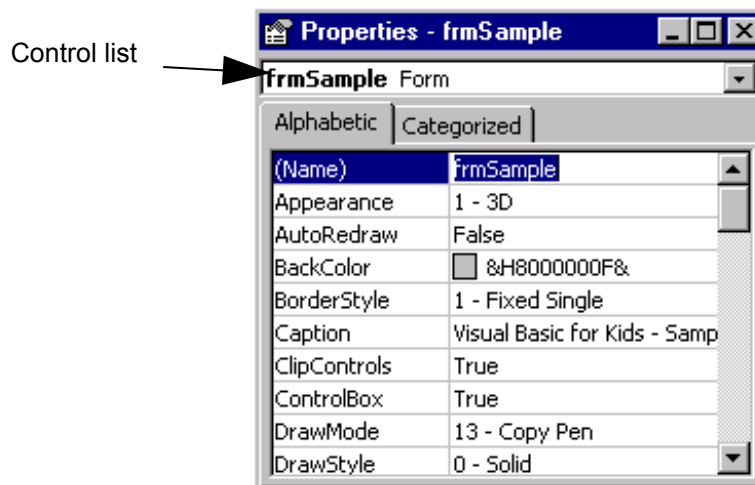 Properties - frmSample
Control list
frmSample Form
Alphabetic Categorized
(Name) frmSample
Appearance 1 - 3D
AutoRedraw False
BackColor &H8000000F&
BorderStyle 1 - Fixed Single
Caption Visual Basic for Kids - Samp
ClipControls True
ControlBox True
DrawMode 13 - Copy Pen
DrawStyle 0 - Solid